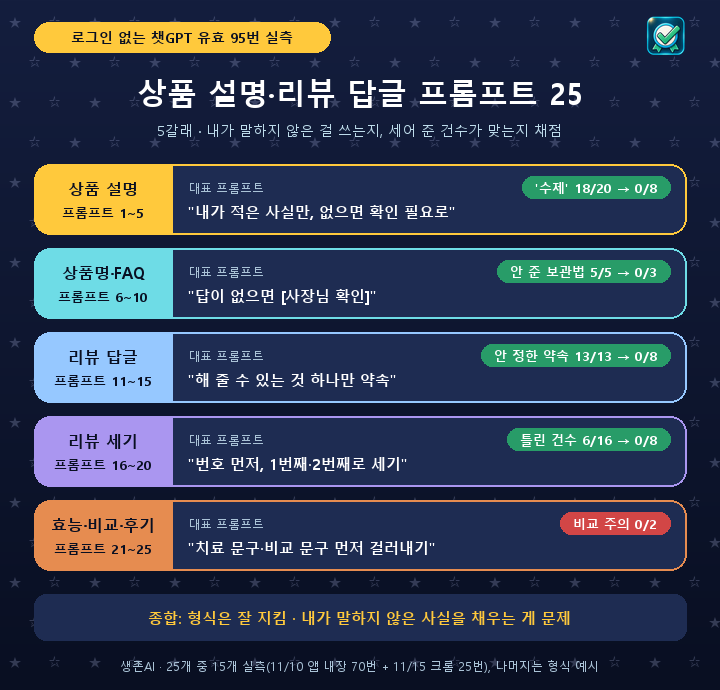 로그인 없는 챗GPT 유효 95번 실측
상품 설명·리뷰 답글 프롬프트 25
5갈래 · 내가 말하지 않은 걸 쓰는지, 세어 준 건수가 맞는지 채점
상품 설명
프롬프트 1~5
대표 프롬프트
'수제' 18/20 → 0/8
"내가 적은 사실만, 없으면 확인 필요로"
상품명·FAQ
프롬프트 6~10
대표 프롬프트
안 준 보관법 5/5 → 0/3
"답이 없으면 [사장님 확인]"
리뷰 답글
프롬프트 11~15
대표 프롬프트
안 정한 약속 13/13 → 0/8
"해 줄 수 있는 것 하나만 약속"
리뷰 세기
프롬프트 16~20
대표 프롬프트
틀린 건수 6/16 → 0/8
"번호 먼저, 1번째·2번째로 세기"
효능·비교·후기
프롬프트 21~25
대표 프롬프트
비교 주의 0/2
"치료 문구·비교 문구 먼저 걸러내기"
종합: 형식은 잘 지킴 · 내가 말하지 않은 사실을 채우는 게 문제
생존AI · 25개 중 15개 실측(11/10 앱 내장 70번 + 11/15 크롬 25번), 나머지는 형식 예시